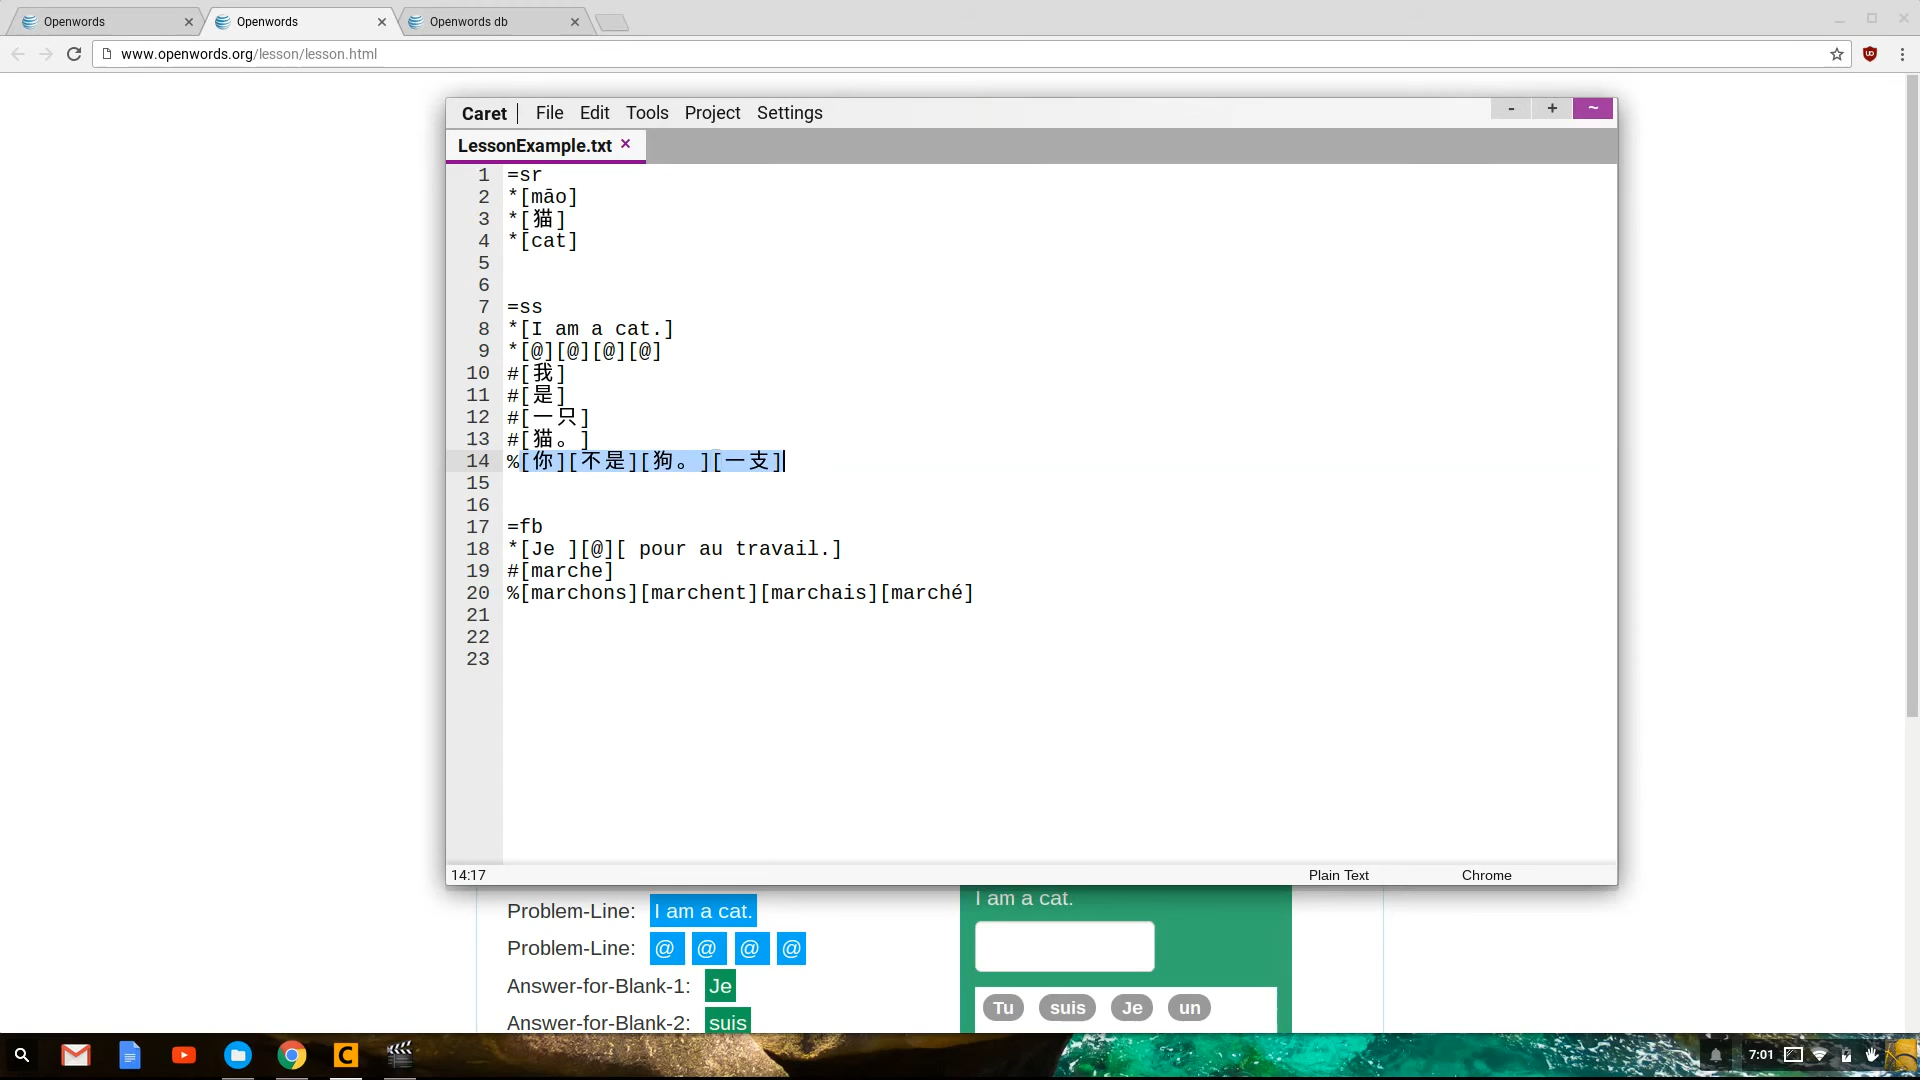 Openwords
Openwords
Openwords db
www.openwords.org/lesson/lesson.html
Caret File Edit Tools Project Settings
LessonExample.txt
1 =sr
2 *[māo]
3 *[猫]
4 *[cat]
5
6
7 =ss
8 *[I am a cat.]
9 *[@][@][@][@]
10 #[我]
11 #[是]
12 #[一只]
13 #[猫。]
14 %[你][不是][狗。][一支]
15
16
17 =fb
18 *[Je ][@][ pour au travail.]
19 #[marche]
20 %[marchons][marchent][marchais][marché]
21
22
23
14:17 Plain Text Chrome
Problem-Line: I am a cat.
Problem-Line: @ @ @ @
Answer-for-Blank-1: Je
Answer-for-Blank-2: suis
I am a cat.
Tu suis Je un
7:01